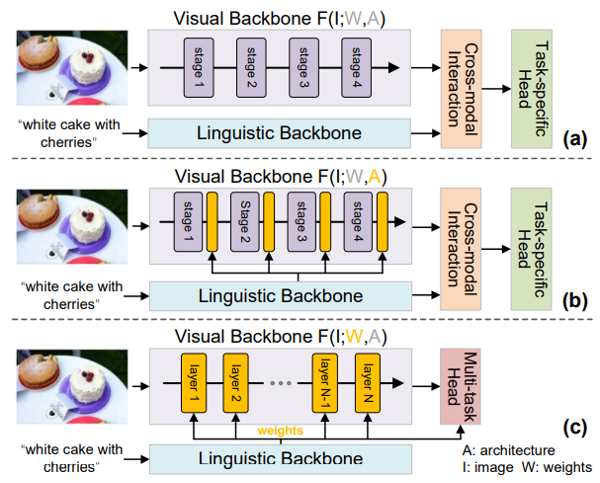 Visual Backbone F(I;W,A)
stage 1
stage 2
stage 3
stage 4
"white cake with
cherries"
Linguistic Backbone
Cross-modal
Interaction
Task-specific
Head
(a)
Visual Backbone F(I;W,A)
stage 1
Stage 2
stage 3
stage 4
"white cake with
cherries"
Linguistic Backbone
Cross-modal
Interaction
Task-specific
Head
(b)
Visual Backbone F(I;W,A)
layer 1
layer 2
layer N-1
layer N
weights
"white cake with
cherries"
Linguistic Backbone
Multi-task
Head
(c)
A: architecture
I: image W: weights